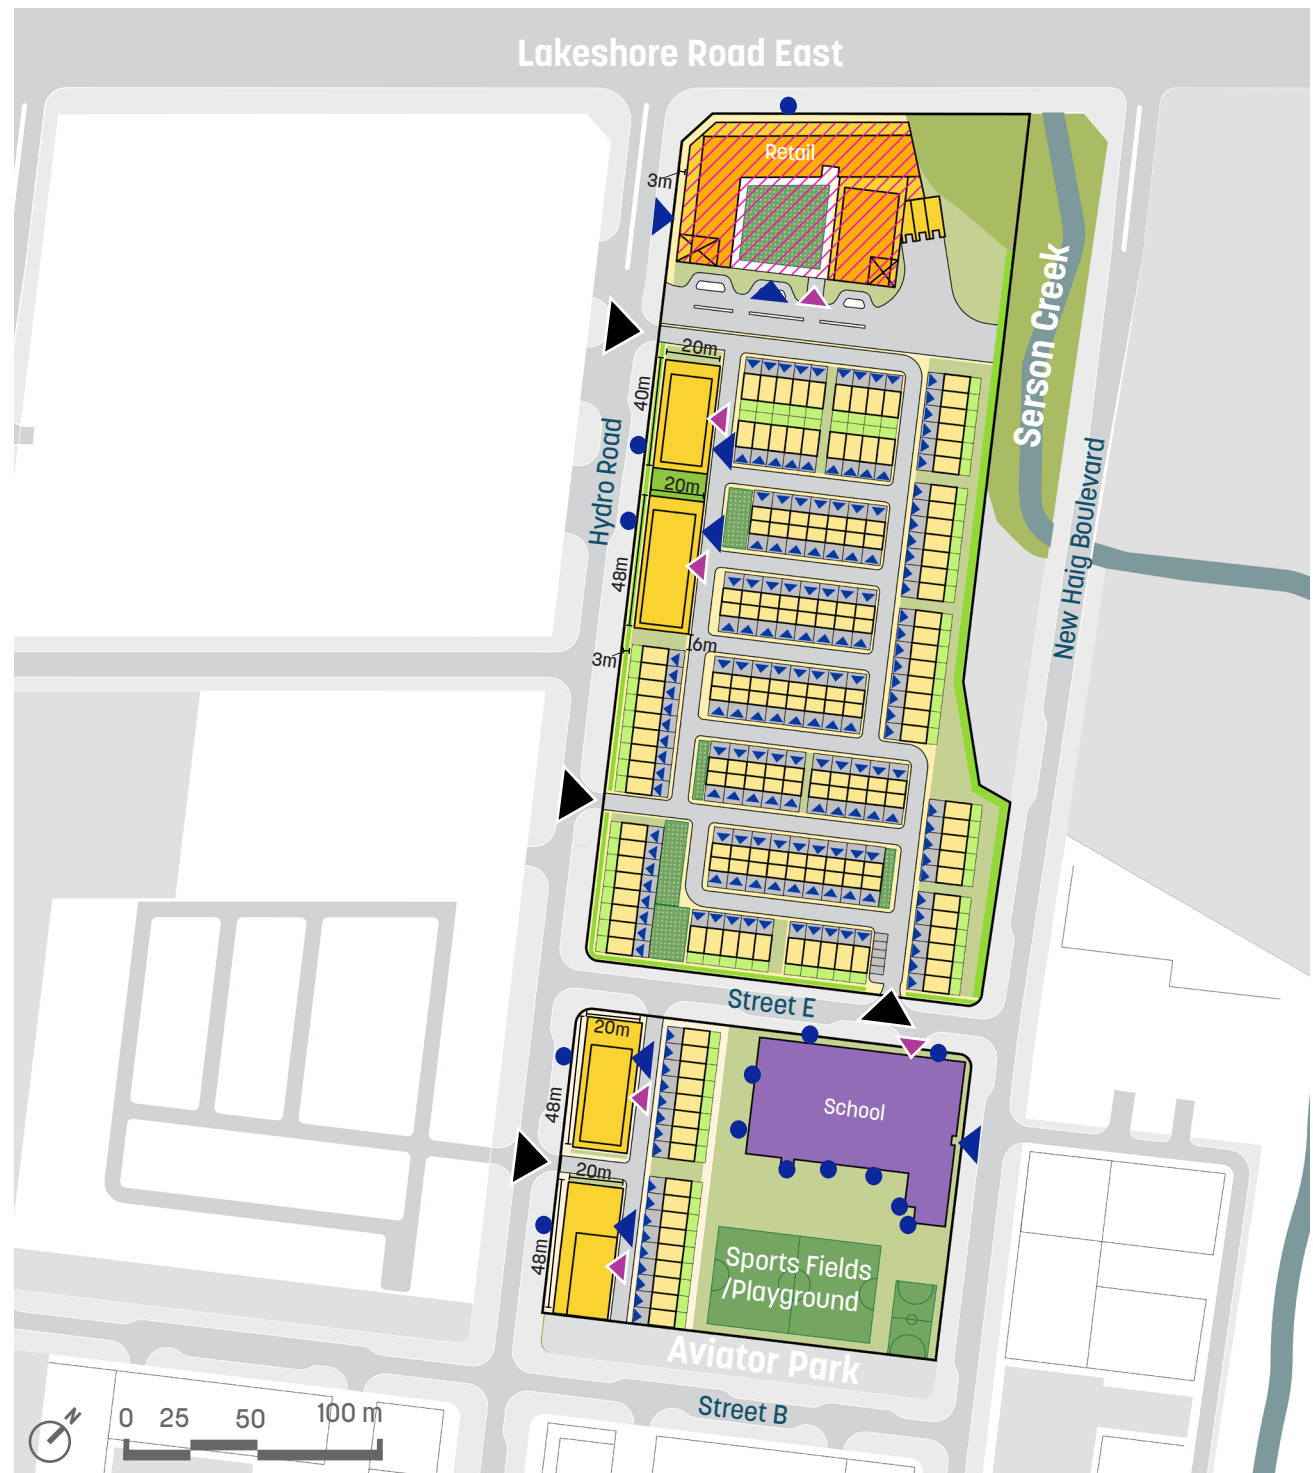 Lakeshore Road East
Retail
3m
20m
40m
Serson Creek
Hydro Road
20m
New Haig Boulevard
48m
6m
3m
Street E
20m
48m
School
20m
48m
Sports Fields
/Playground
Aviator Park
Street B
N
0 25 50 100 m